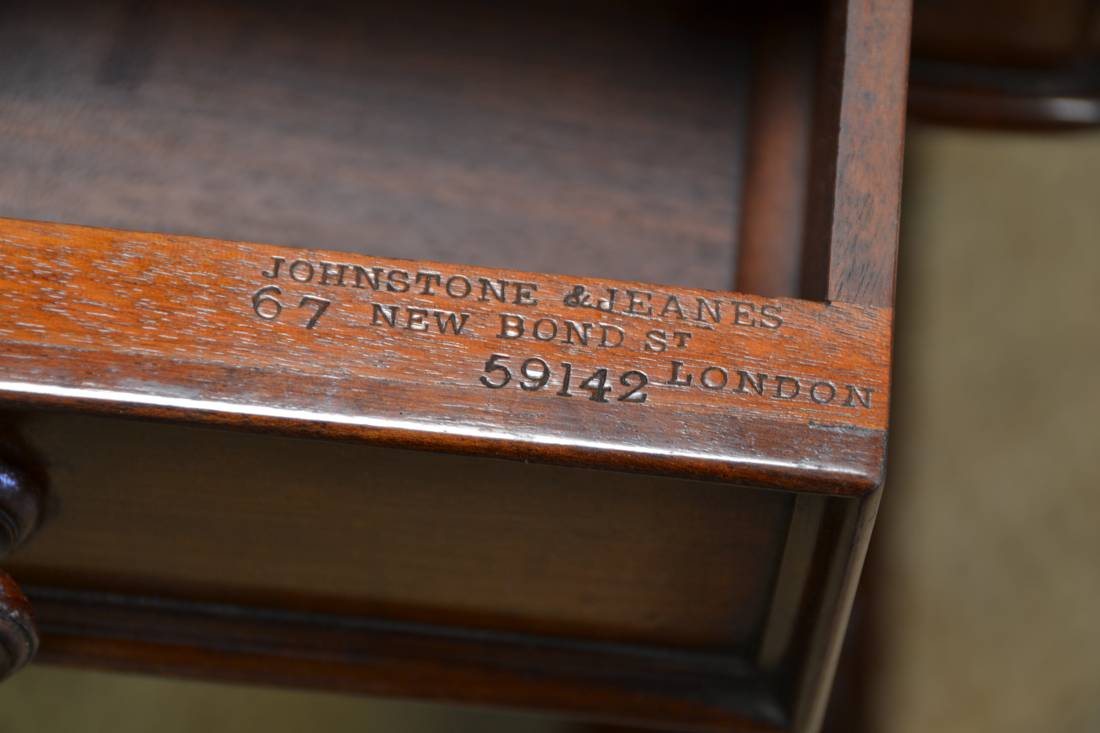 JOHNSTONE & JEANES
67 NEW BOND ST
59142 LONDON